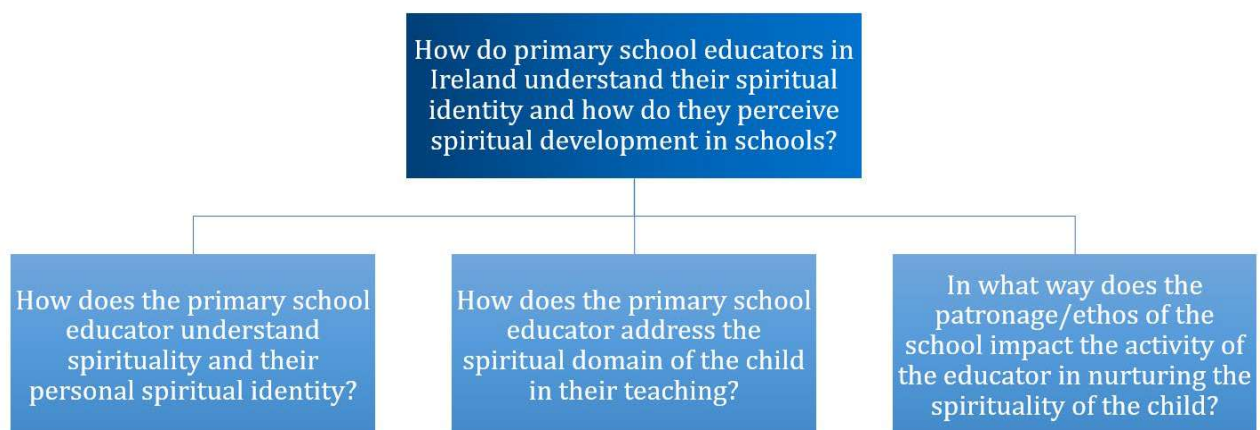 How do primary school educators in
Ireland understand their spiritual
identity and how do they perceive
spiritual development in schools?
How does the primary school
educator understand
spirituality and their
personal spiritual identity?
How does the primary school
educator address the
spiritual domain of the child
in their teaching?
In what way does the
patronage/ethos of the
school impact the activity of
the educator in nurturing the
spirituality of the child?